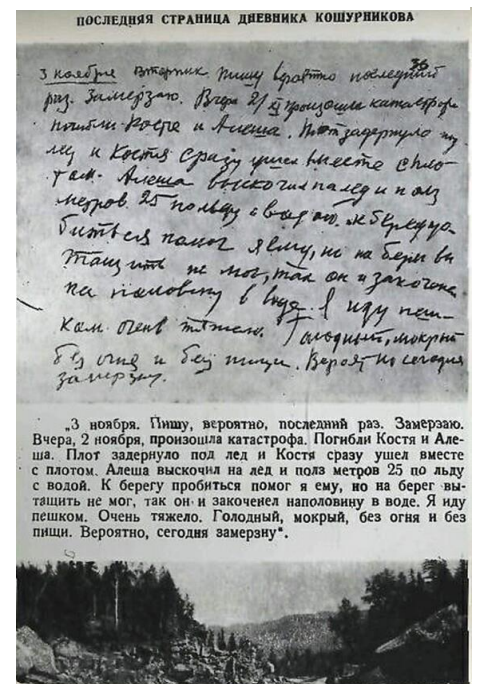 ПОСЛЕДНЯЯ СТРАНИЦА ДНЕВНИКА КОШУРНИКОВА
36
3 ноября Вторник Пишу вероятно последний
раз. Замерзаю. Вчера 2/XI произошла катастрофа
Погибли Костя и Алеша. Плот задернуло под
лед и Костя сразу ушел вместе с пло-
том. Алеша выскочил на лед и полз
метров 25 по льду с водой. К берегу про-
биться помог я ему, но на берег вы
тащить не мог, так он и закоченел
на половину в воде. Я иду пеш-
ком. Очень тяжело. Голодный, мокрый
без огня и без пищи. Вероятно сегодня
замерзну.
„3 ноября. Пишу, вероятно, последний раз. Замерзаю.
Вчера, 2 ноября, произошла катастрофа. Погибли Костя и Але-
ша. Плот задернуло под лед и Костя сразу ушел вместе
с плотом. Алеша выскочил на лед и полз метров 25 по льду
с водой. К берегу пробиться помог я ему, но на берег вы-
тащить не мог, так он и закоченел наполовину в воде. Я иду
пешком. Очень тяжело. Голодный, мокрый, без огня и без
пищи. Вероятно, сегодня замерзну".